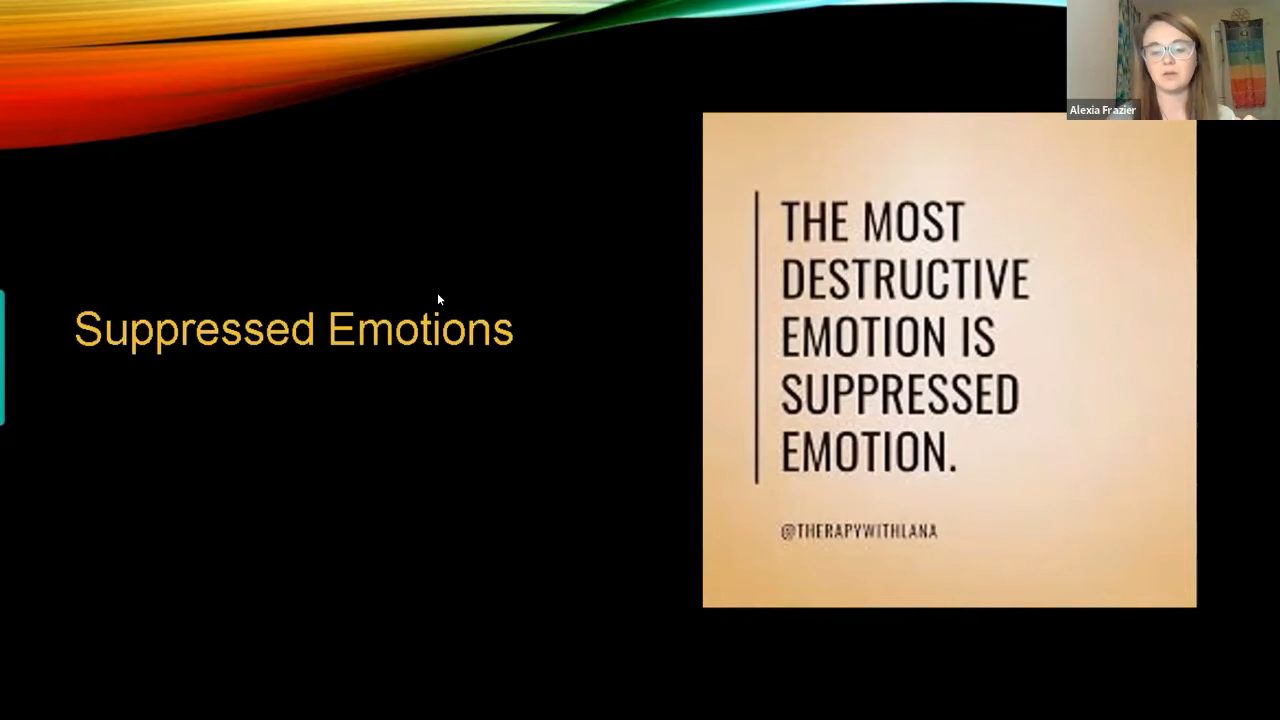 Alexia Frazier
Suppressed Emotions
THE MOST
DESTRUCTIVE
EMOTION IS
SUPPRESSED
EMOTION.
@THERAPYWITHLANA